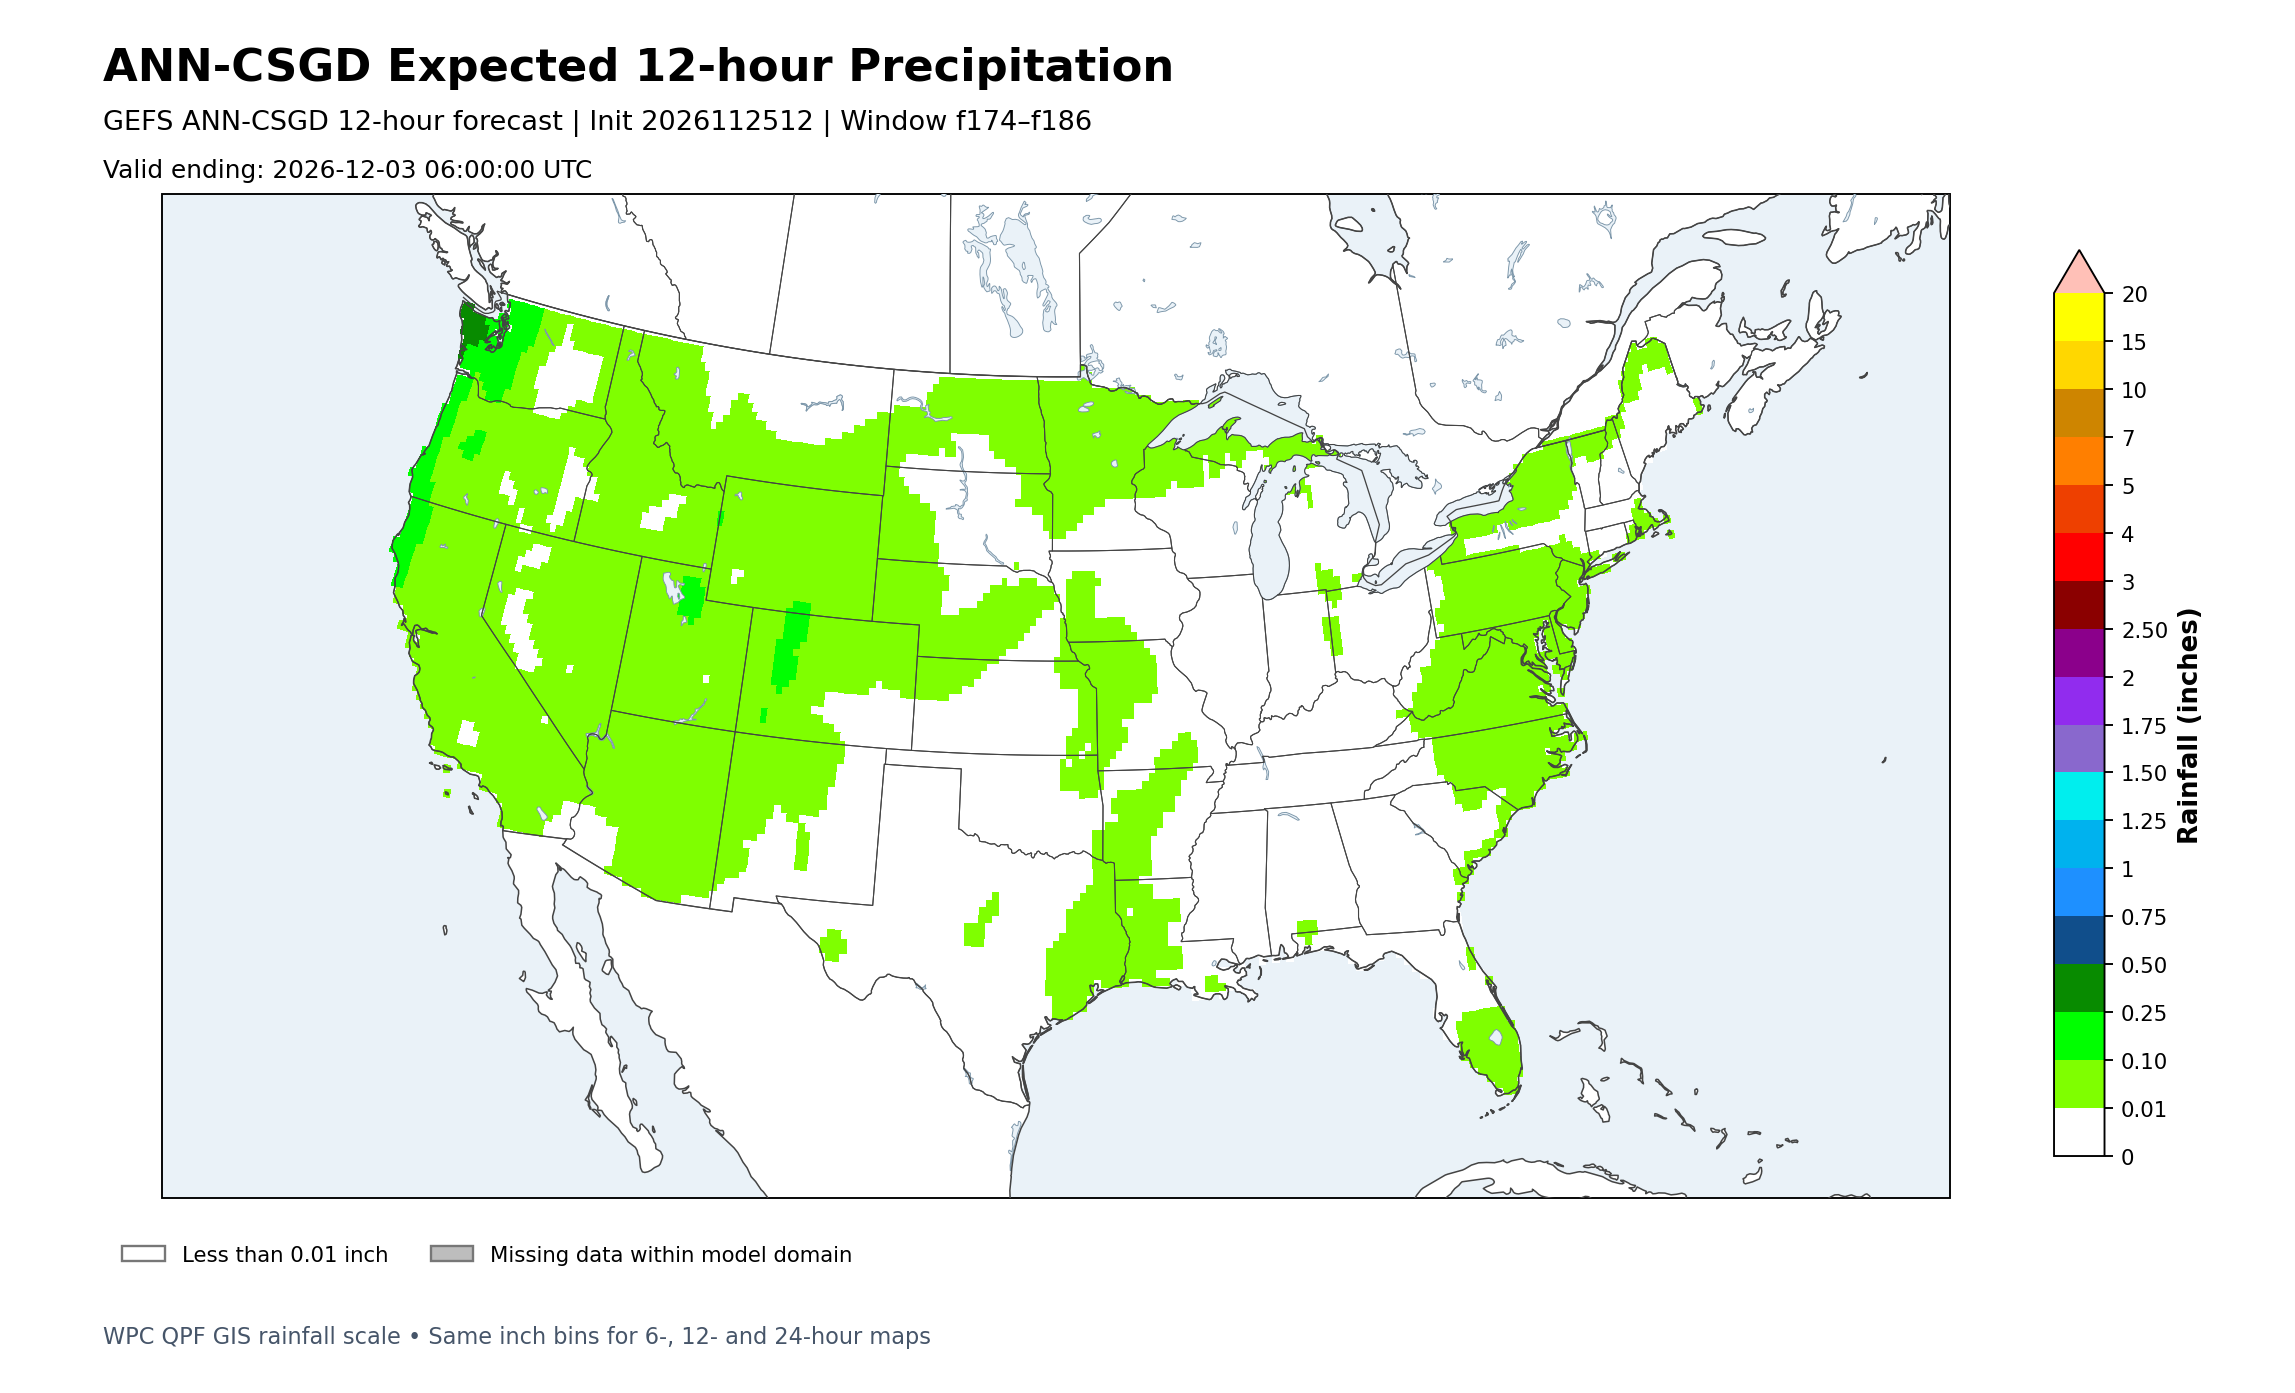 ANN-CSGD Expected 12-hour Precipitation
GEFS ANN-CSGD 12-hour forecast | Init 2026112512 | Window f174–f186
Valid ending: 2026-12-03 06:00:00 UTC
20
15
10
7
5
4
3
2.50
2
1.75
1.50
1.25
1
0.75
0.50
0.25
0.10
0.01
0
Rainfall (inches)
Less than 0.01 inch
Missing data within model domain
WPC QPF GIS rainfall scale • Same inch bins for 6-, 12- and 24-hour maps